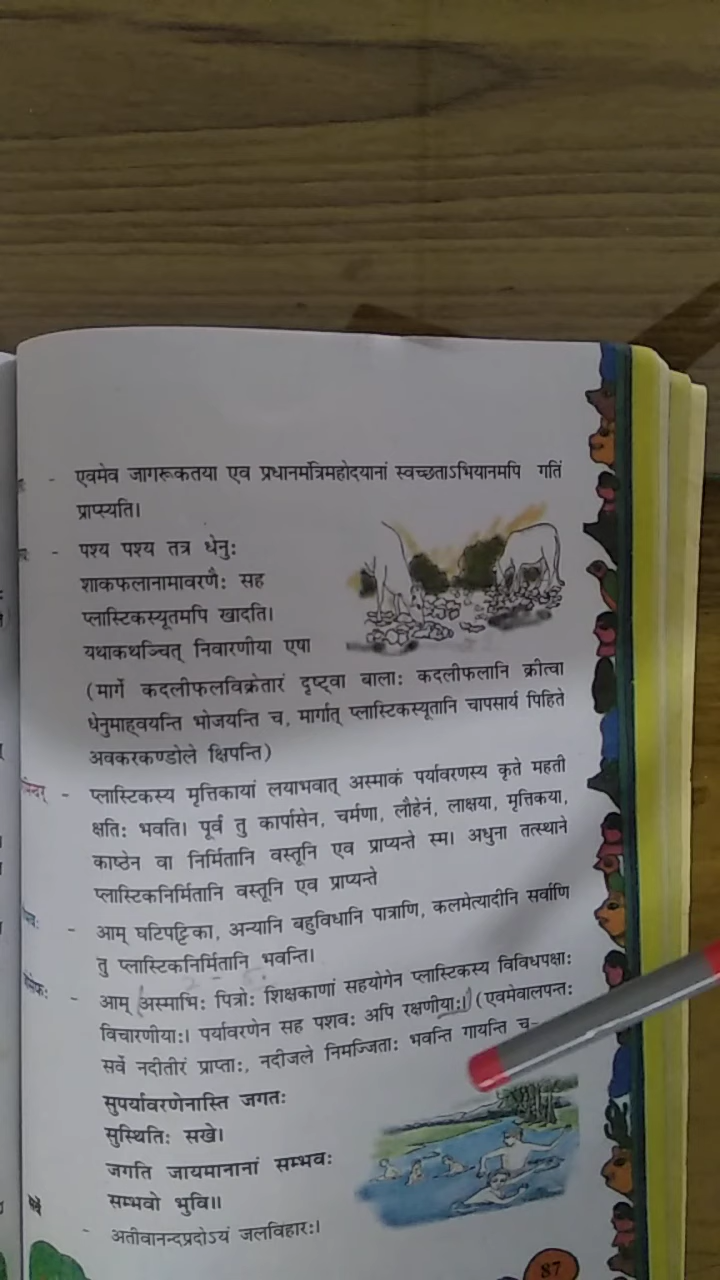 - एवमेव जागरूकतया एव प्रधानमंत्रिमहोदयानां स्वच्छताऽभियानमपि गतिं
प्राप्स्यति।
- पश्य पश्य तत्र धेनुः
शाकफलानामावरणैः सह
प्लास्टिकस्यूतमपि खादति।
यथाकथञ्चित् निवारणीया एषा
(मार्गे कदलीफलविक्रेतारं दृष्ट्वा बालाः कदलीफलानि क्रीत्वा
धेनुमाह्वयन्ति भोजयन्ति च, मार्गात् प्लास्टिकस्यूतानि चापसार्य पिहिते
अवकरकण्डोले क्षिपन्ति)
- प्लास्टिकस्य मृत्तिकायां लयाभवात् अस्माकं पर्यावरणस्य कृते महती
क्षतिः भवति। पूर्वं तु कार्पासेन, चर्मणा, लौहेन, लाक्षया, मृत्तिकया,
काष्ठेन वा निर्मितानि वस्तूनि एव प्राप्यन्ते स्म। अधुना तत्स्थाने
प्लास्टिकनिर्मितानि वस्तूनि एव प्राप्यन्ते
- आम् घटिपट्टिका, अन्यानि बहुविधानि पात्राणि, कलमेत्यादीनि सर्वाणि
तु प्लास्टिकनिर्मितानि भवन्ति।
- आम् अस्माभिः पित्रोः शिक्षकाणां सहयोगेन प्लास्टिकस्य विविधपक्षाः
विचारणीयाः। पर्यावरणेन सह पशवः अपि रक्षणीयाः। (एवमेवालपन्तः
सर्वे नदीतीरं प्राप्ताः, नदीजले निमज्जिताः भवन्ति गायन्ति च-
सुपर्यावरणेनास्ति जगतः
सुस्थितिः सखे।
जगति जायमानानां सम्भवः
सम्भवो भुवि॥
- अतीवानन्दप्रदोऽयं जलविहारः।
87